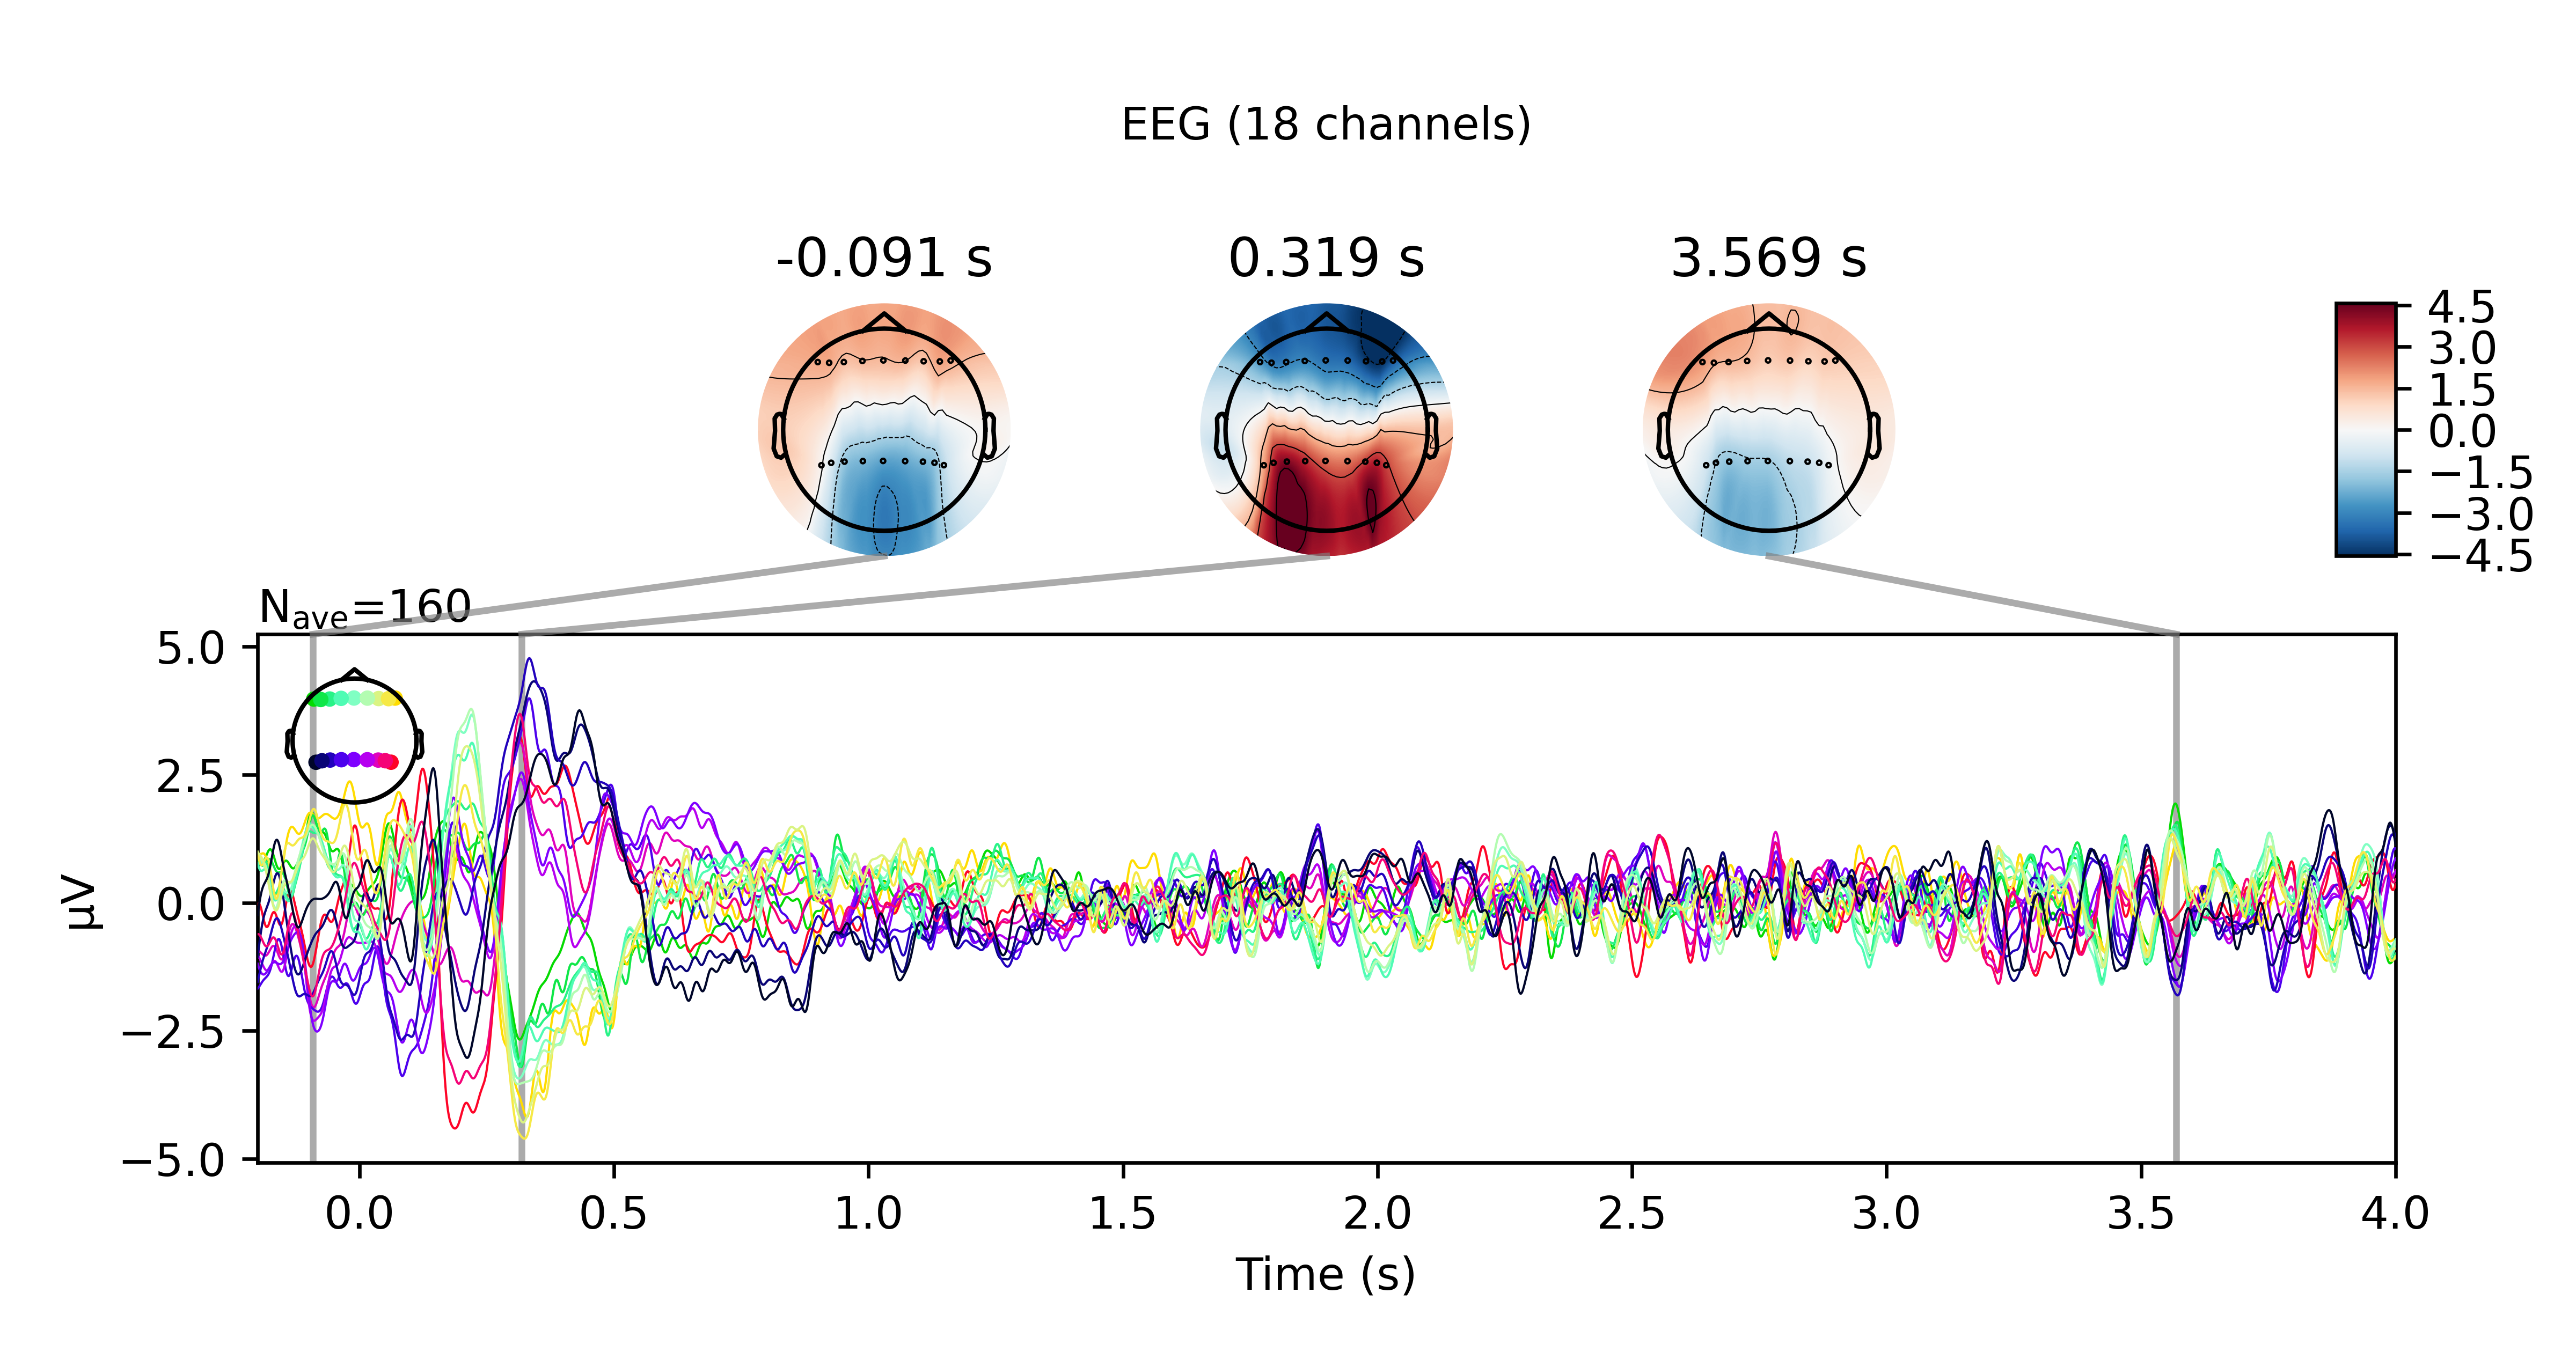 EEG (18 channels)
-0.091 s
0.319 s
3.569 s
4.5
3.0
1.5
0.0
−1.5
−3.0
−4.5
Nave=160
5.0
2.5
0.0
−2.5
−5.0
µV
0.0 0.5 1.0 1.5 2.0 2.5 3.0 3.5 4.0
Time (s)